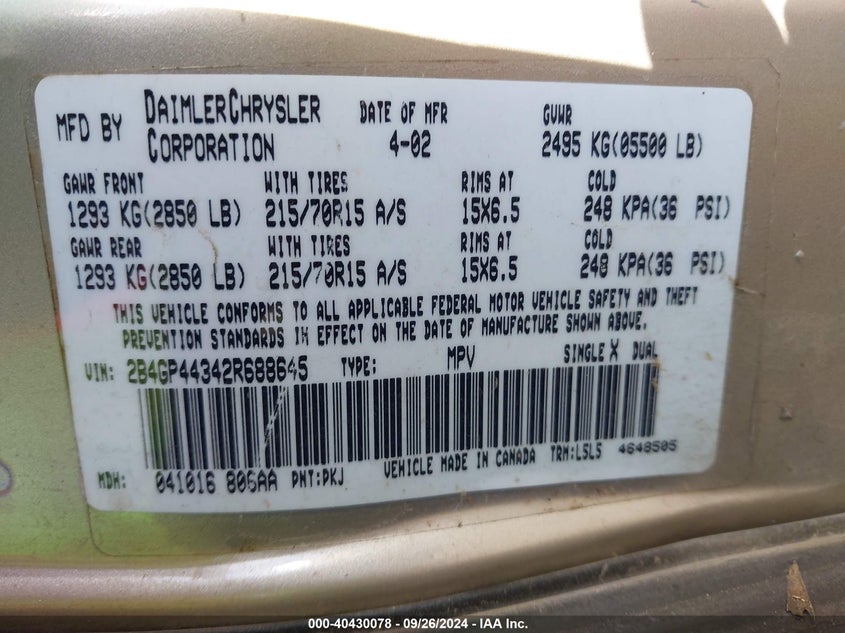 MFD BY DAIMLERCHRYSLER CORPORATION DATE OF MFR 4-02 GVWR 2495 KG(05500 LB)
GAWR FRONT WITH TIRES RIMS AT COLD
1293 KG(2850 LB) 215/70R15 A/S 15X6.5 248 KPA(36 PSI)
GAWR REAR WITH TIRES RIMS AT COLD
1293 KG(2850 LB) 215/70R15 A/S 15X6.5 248 KPA(36 PSI)
THIS VEHICLE CONFORMS TO ALL APPLICABLE FEDERAL MOTOR VEHICLE SAFETY AND THEFT
PREVENTION STANDARDS IN EFFECT ON THE DATE OF MANUFACTURE SHOWN ABOVE.
VIN: 2B4GP44342R688645 TYPE: MPV SINGLE X DUAL
MDH: 041016 806AA PNT:PKJ VEHICLE MADE IN CANADA TRM:L5L5 4648505
000-40430078 - 09/26/2024 - IAA Inc.